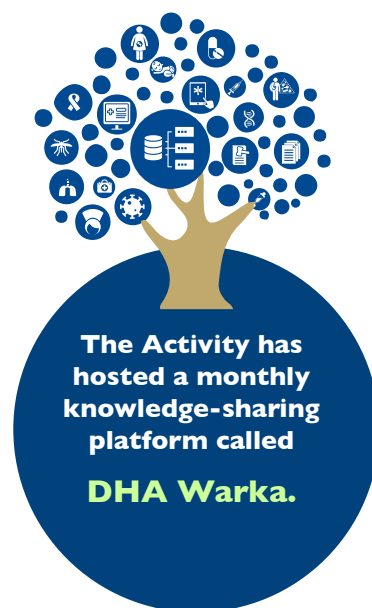 The Activity has
hosted a monthly
knowledge-sharing
platform called
DHA Warka.